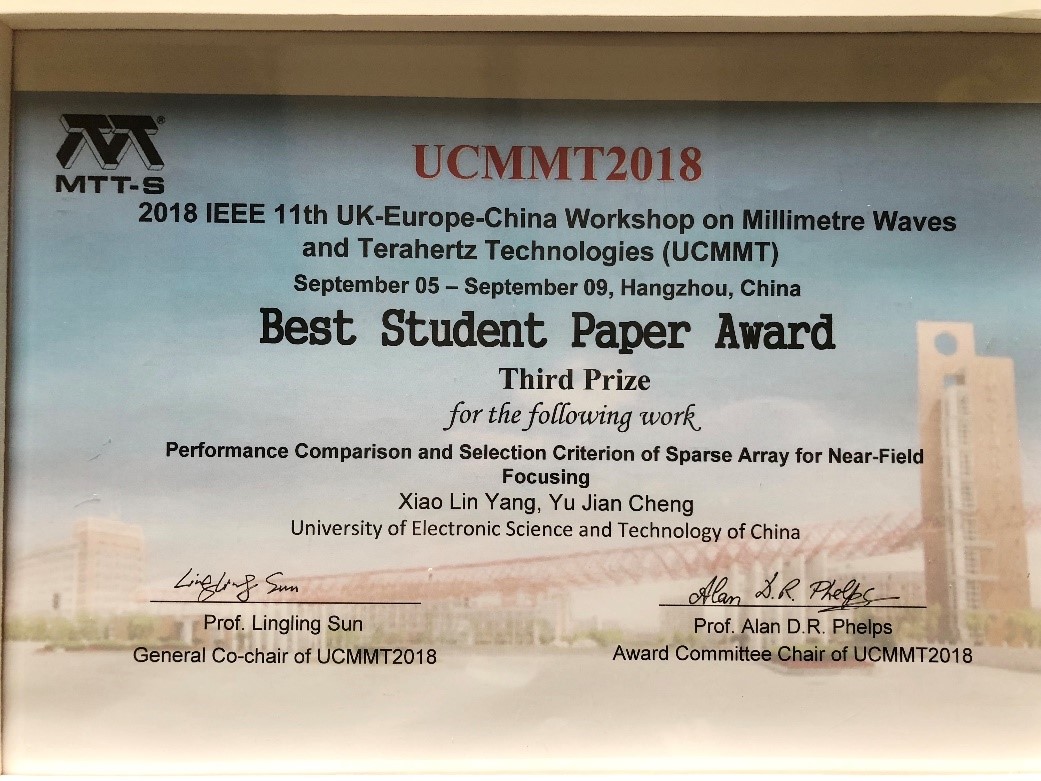 MTT-S®
UCMMT2018
2018 IEEE 11th UK-Europe-China Workshop on Millimetre Waves
and Terahertz Technologies (UCMMT)
September 05 – September 09, Hangzhou, China
Best Student Paper Award
Third Prize
for the following work
Performance Comparison and Selection Criterion of Sparse Array for Near-Field
Focusing
Xiao Lin Yang, Yu Jian Cheng
University of Electronic Science and Technology of China
LingLing Sun
Alan D.R. Phelps
Prof. Lingling Sun
Prof. Alan D.R. Phelps
General Co-chair of UCMMT2018
Award Committee Chair of UCMMT2018